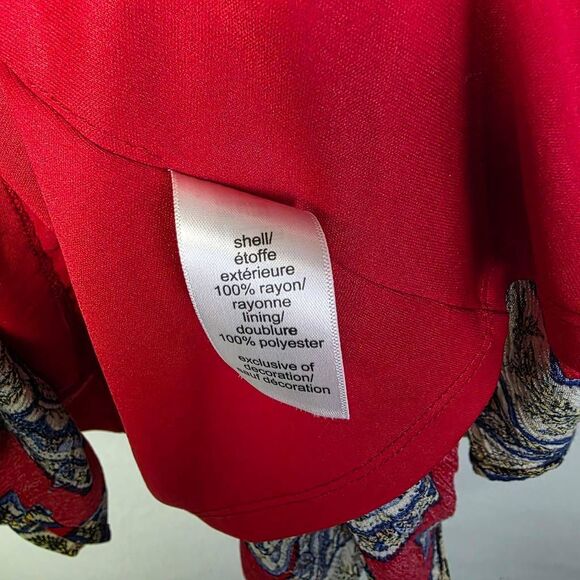 shell/
étoffe
extérieure
100% rayon/
rayonne
lining/
doublure
100% polyester
exclusive of
decoration/
sauf décoration